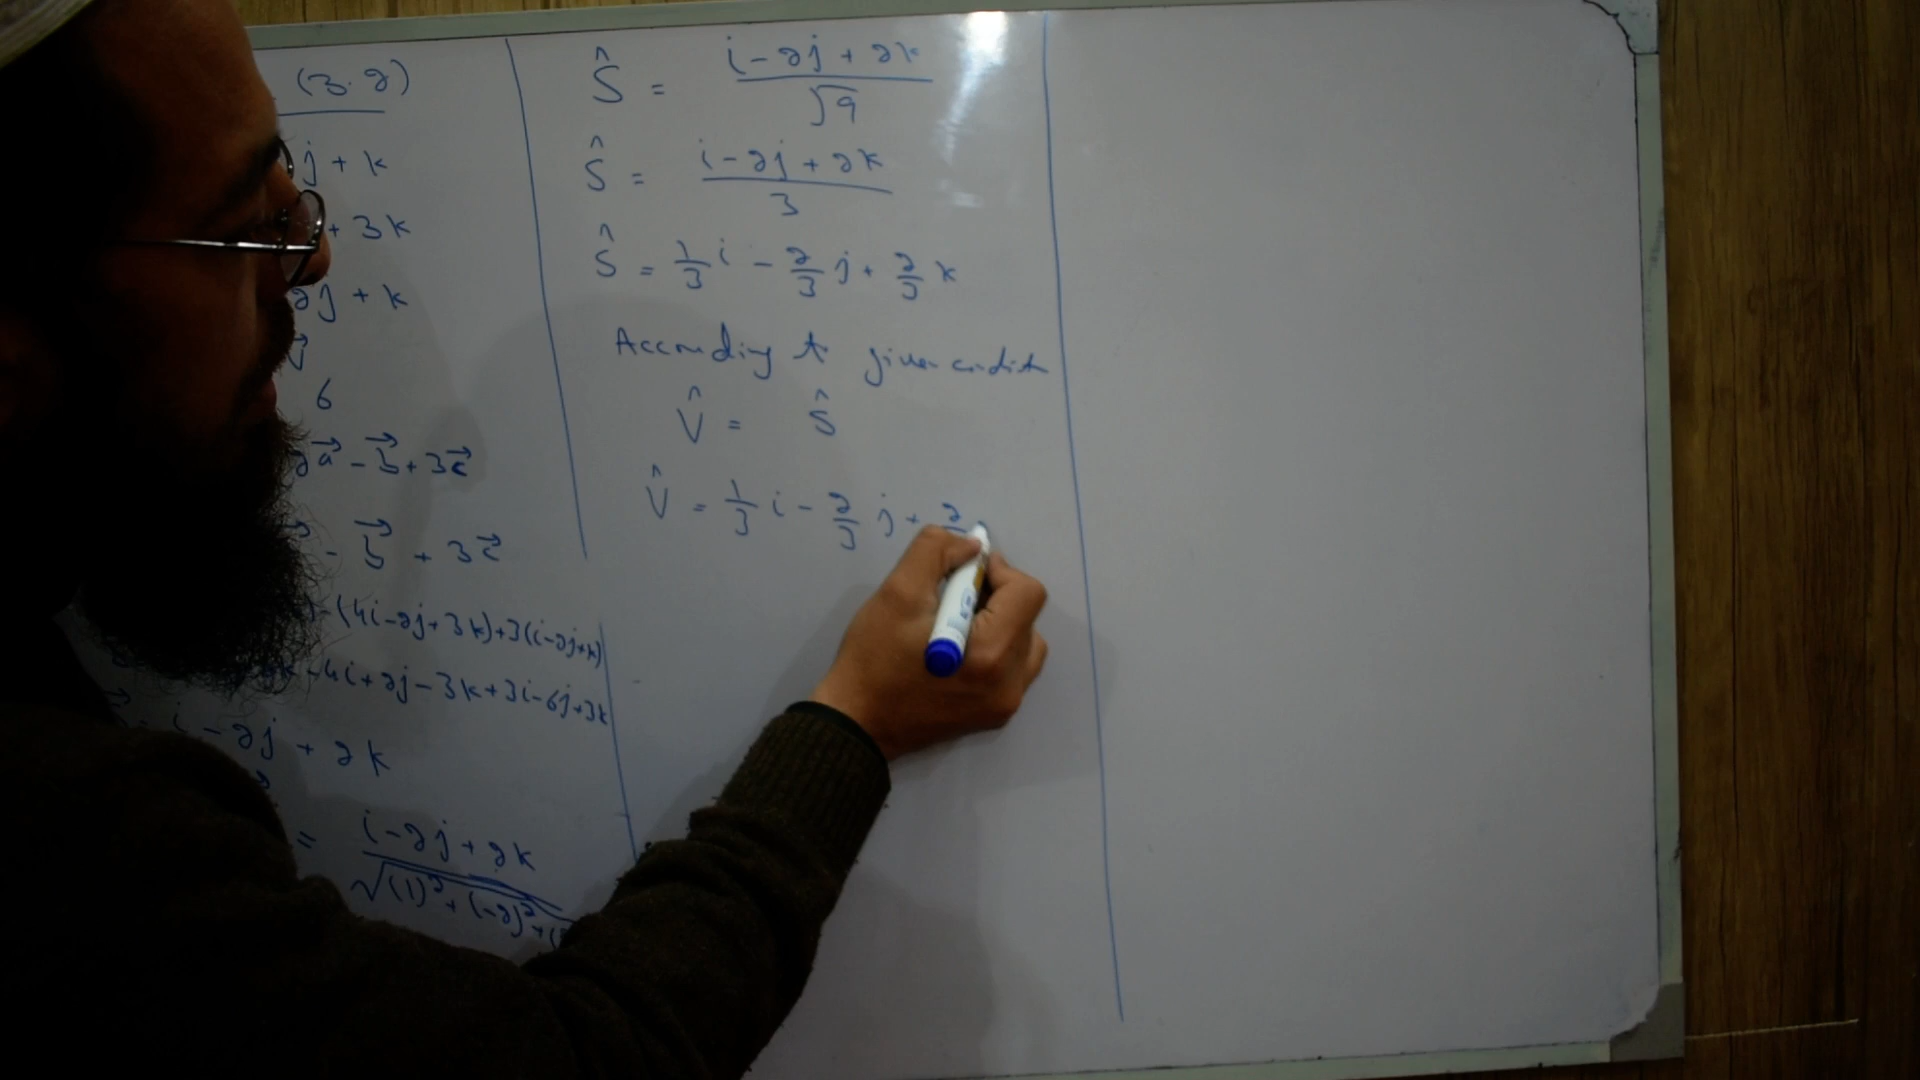 (3.2)
j + k
+ 3k
2j + k
6
2a⃗ - b⃗ + 3c⃗
- b⃗ + 3c⃗
- (4i-2j+3k)+3(i-2j+k)
-4i+2j-3k+3i-6j+3k
= i - 2j + 2k
= i-2j+2k
√(1)²+(-2)²+(
Ŝ = i-2j+2k
√9
Ŝ = i-2j+2k
3
Ŝ = 1/3 i - 2/3 j + 2/3 k
According to given condit
V̂ = Ŝ
V̂ = 1/3 i - 2/3 j + 2